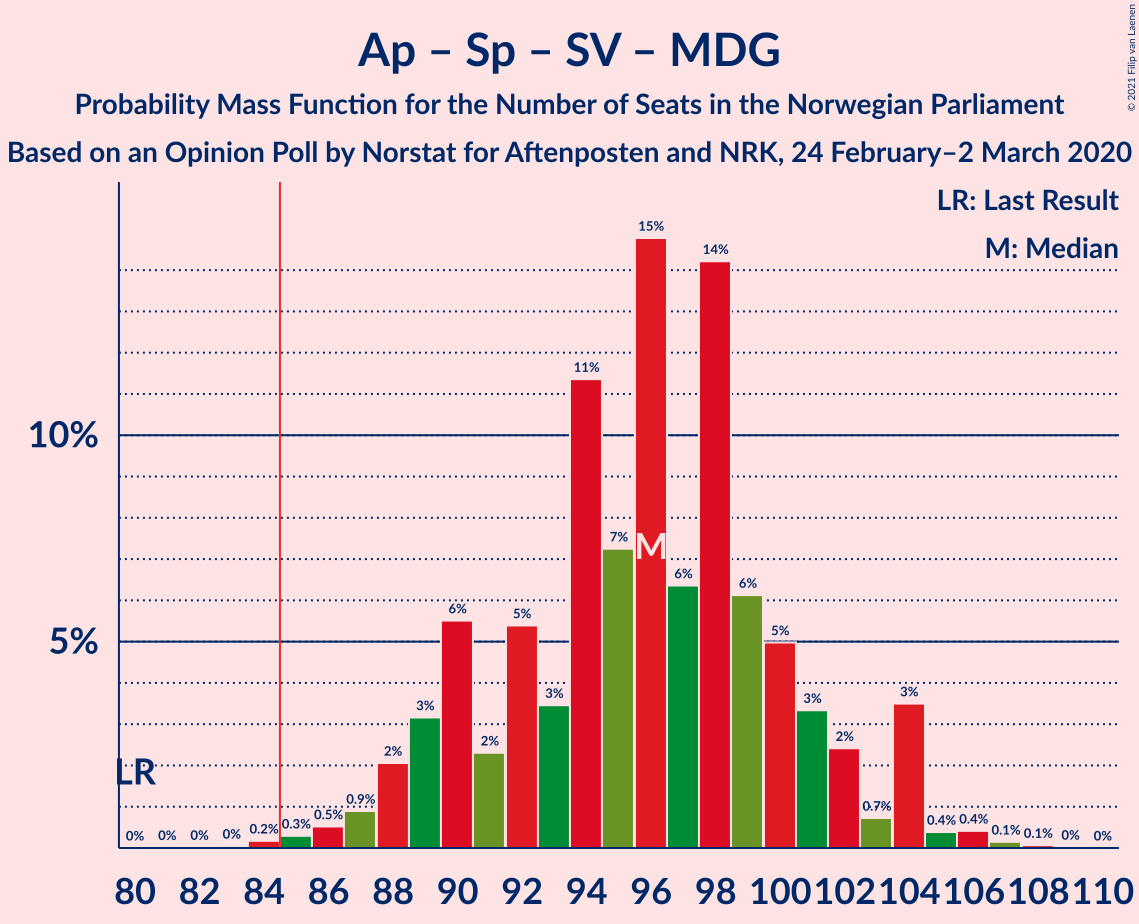 Ap – Sp – SV – MDG
Probability Mass Function for the Number of Seats in the Norwegian Parliament
Based on an Opinion Poll by Norstat for Aftenposten and NRK, 24 February–2 March 2020
© 2021 Filip van Laenen
LR: Last Result
M: Median
10%
5%
LR
M
0% 0% 0% 0% 0.2% 0.3% 0.5% 0.9% 2% 3% 6% 2% 5% 3% 11% 7% 15% 6% 14% 6% 5% 3% 2% 0.7% 3% 0.4% 0.4% 0.1% 0.1% 0% 0%
80 82 84 86 88 90 92 94 96 98 100 102 104 106 108 110